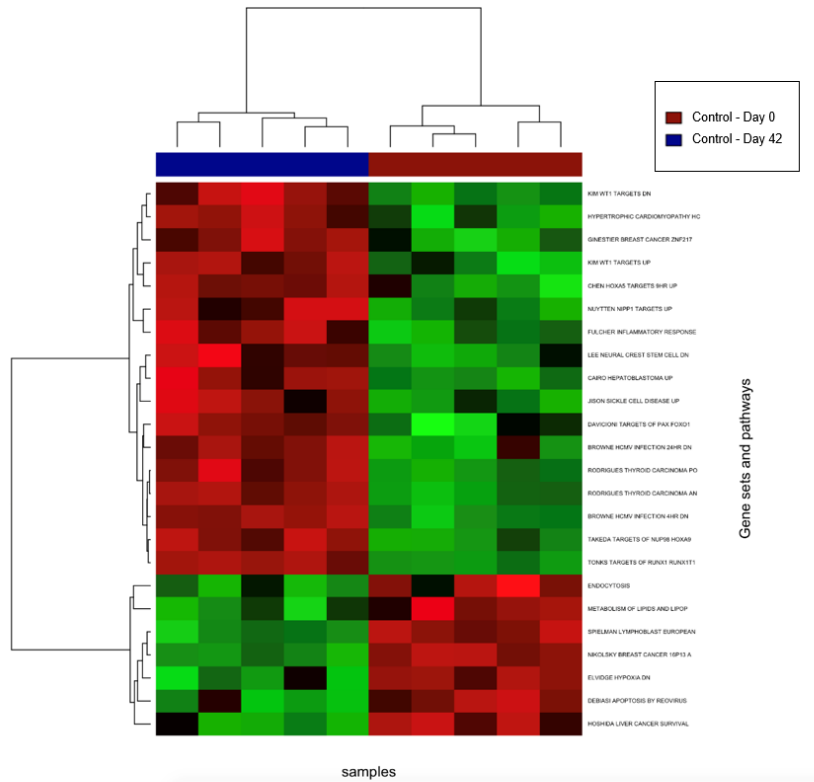 Control - Day 0
Control - Day 42
KIM WT1 TARGETS DN
HYPERTROPHIC CARDIOMYOPATHY HC
GINESTIER BREAST CANCER ZNF217
KIM WT1 TARGETS UP
CHEN HOXA5 TARGETS 9HR UP
NUYTTEN NIPP1 TARGETS UP
FULCHER INFLAMMATORY RESPONSE
LEE NEURAL CREST STEM CELL DN
CAIRO HEPATOBLASTOMA UP
JISON SICKLE CELL DISEASE UP
DAVICIONI TARGETS OF PAX FOXO1
BROWNE HCMV INFECTION 24HR DN
RODRIGUES THYROID CARCINOMA PO
RODRIGUES THYROID CARCINOMA AN
BROWNE HCMV INFECTION 4HR DN
TAKEDA TARGETS OF NUP98 HOXA9
TONKS TARGETS OF RUNX1 RUNX1T1
ENDOCYTOSIS
METABOLISM OF LIPIDS AND LIPOP
SPIELMAN LYMPHOBLAST EUROPEAN
NIKOLSKY BREAST CANCER 16P13 A
ELVIDGE HYPOXIA DN
DEBIASI APOPTOSIS BY REOVIRUS
HOSHIDA LIVER CANCER SURVIVAL
Gene sets and pathways
samples